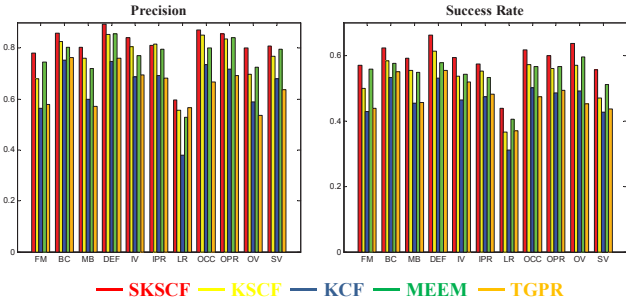 Precision
0.8
0.6
0.4
0.2
0
FM BC MB DEF IV IPR LR OCC OPR OV SV
Success Rate
0.6
0.4
0.2
0
FM BC MB DEF IV IPR LR OCC OPR OV SV
SKSCF KSCF KCF MEEM TGPR